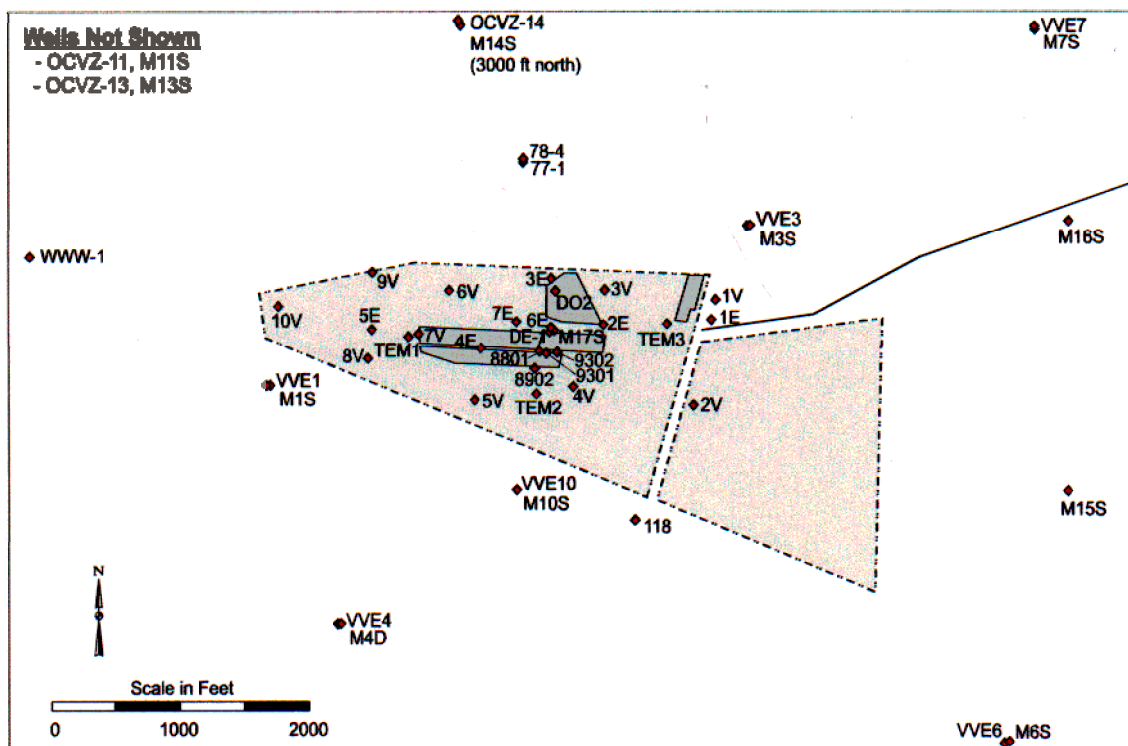 Wells Not Shown
- OCVZ-11, M11S
- OCVZ-13, M13S
OCVZ-14
M14S
(3000 ft north)
VVE7
M7S
78-4
77-1
VVE3
M3S
M16S
WWW-1
9V
6V
3E
DO2
3V
1V
1E
10V
5E
7E
6E
2E
TEM3
TEM1
7V
4E
DE-1
M17S
8V
8801
9302
9301
8902
VVE1
M1S
5V
TEM2
4V
2V
VVE10
M10S
118
M15S
N
VVE4
M4D
Scale in Feet
0 1000 2000
VVE6 M6S